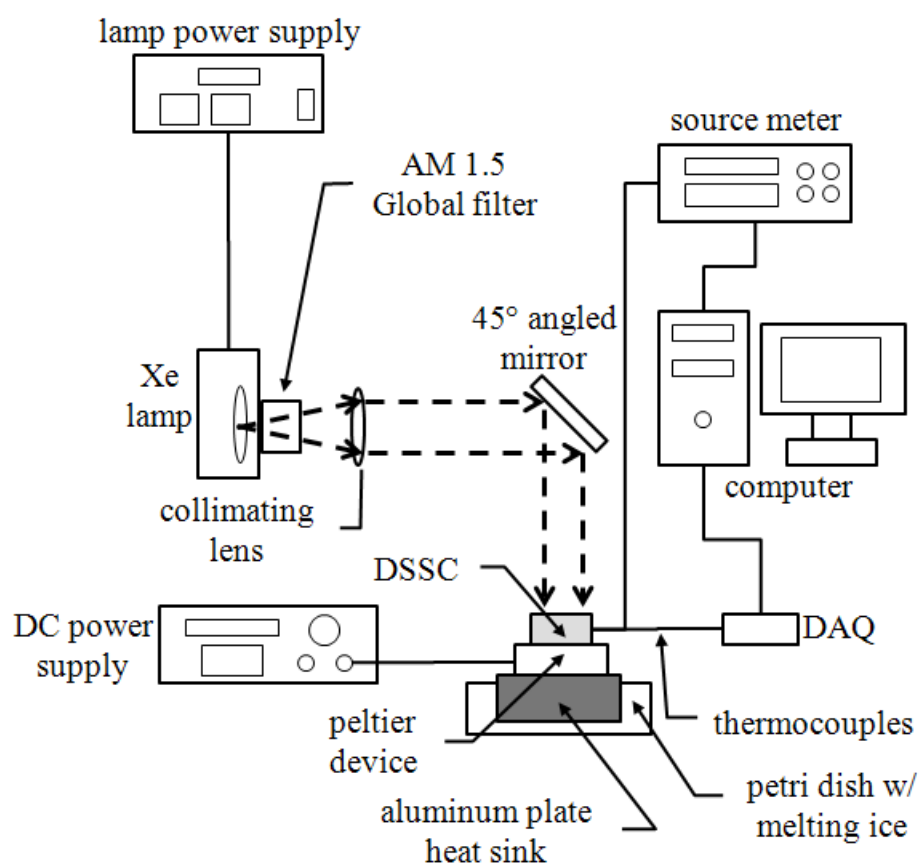 lamp power supply
source meter
AM 1.5
Global filter
45° angled
mirror
Xe
lamp
computer
collimating
lens
DSSC
DC power
supply
DAQ
thermocouples
peltier
device
petri dish w/
melting ice
aluminum plate
heat sink